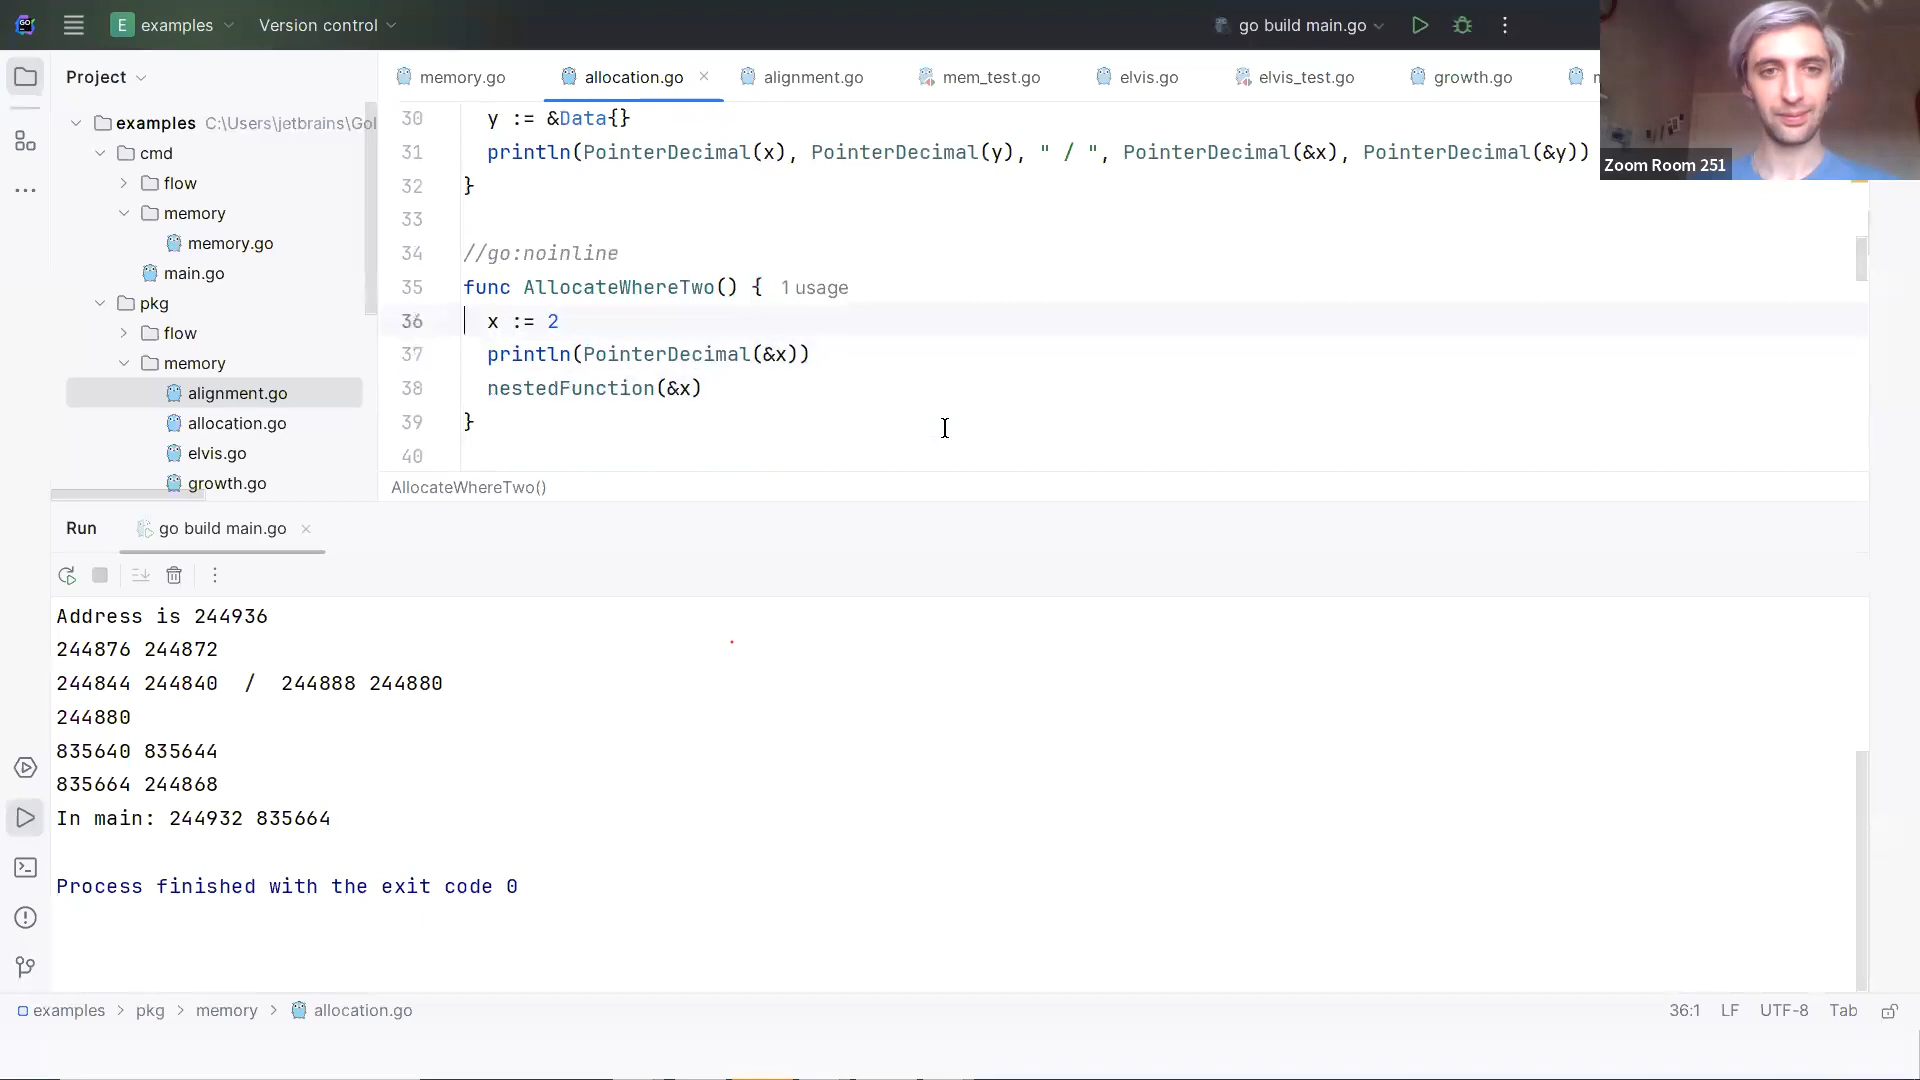 E examples Version control go build main.go
Project
memory.go allocation.go alignment.go mem_test.go elvis.go elvis_test.go growth.go
examples C:\Users\jetbrains\Gol
cmd
flow
memory
memory.go
main.go
pkg
flow
memory
alignment.go
allocation.go
elvis.go
growth.go
30 y := &Data{}
31 println(PointerDecimal(x), PointerDecimal(y), " / ", PointerDecimal(&x), PointerDecimal(&y))
32 }
33
34 //go:noinline
35 func AllocateWhereTwo() { 1 usage
36 x := 2
37 println(PointerDecimal(&x))
38 nestedFunction(&x)
39 }
40
AllocateWhereTwo()
Zoom Room 251
Run go build main.go
Address is 244936
244876 244872
244844 244840 / 244888 244880
244880
835640 835644
835664 244868
In main: 244932 835664
Process finished with the exit code 0
examples > pkg > memory > allocation.go 36:1 LF UTF-8 Tab